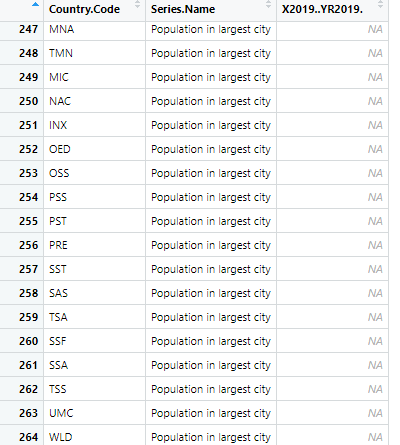 Country.Code Series.Name X2019..YR2019.
247 MNA Population in largest city NA
248 TMN Population in largest city NA
249 MIC Population in largest city NA
250 NAC Population in largest city NA
251 INX Population in largest city NA
252 OED Population in largest city NA
253 OSS Population in largest city NA
254 PSS Population in largest city NA
255 PST Population in largest city NA
256 PRE Population in largest city NA
257 SST Population in largest city NA
258 SAS Population in largest city NA
259 TSA Population in largest city NA
260 SSF Population in largest city NA
261 SSA Population in largest city NA
262 TSS Population in largest city NA
263 UMC Population in largest city NA
264 WLD Population in largest city NA